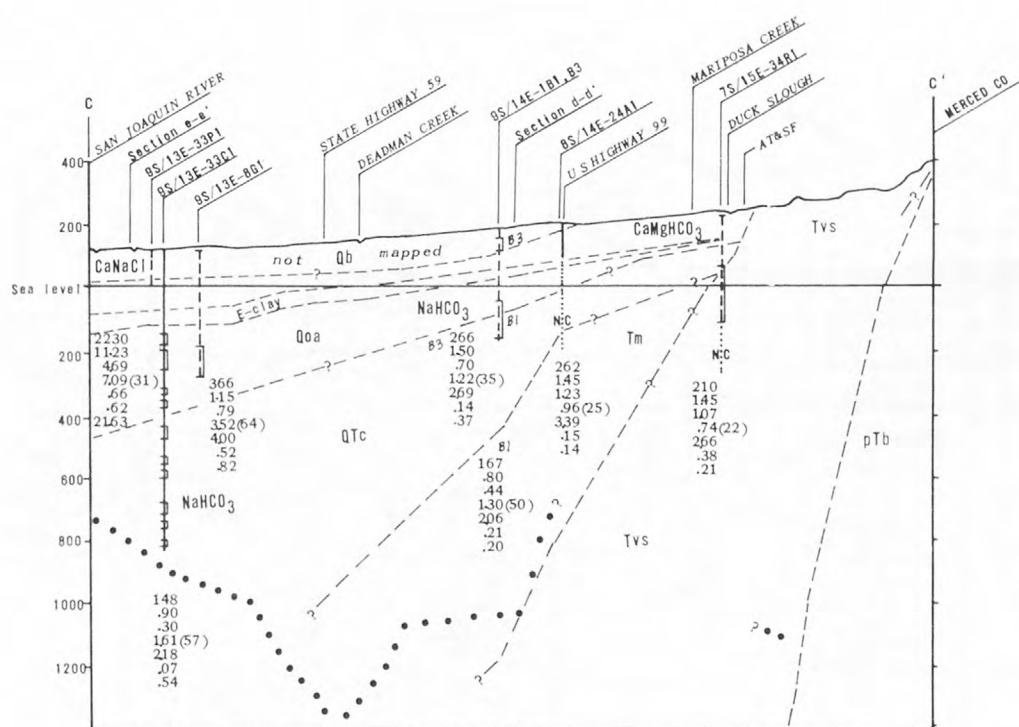 C
SAN JOAQUIN RIVER
Section e-e'
9S/13E-33P1
9S/13E-33C1
9S/13E-8G1
STATE HIGHWAY 59
DEADMAN CREEK
9S/14E-1B1, B3
Section d-d'
8S/14E-24A1
U S HIGHWAY 99
MARIPOSA CREEK
7S/15E-34R1
DUCK SLOUGH
AT&SF
C'
MERCED CO
400
200
Sea level
200
400
600
800
1000
1200
CaNaCl
not Qb mapped
B3
CaMgHCO3
Tvs
?
?
E-clay
NaHCO3
?
?
Qoa
B3
B1
N·C
?
Tm
?
N·C
?
?
QTc
pTb
NaHCO3
B1
Tvs
?
?
?
?
2230
11.23
4.69
7.09(31)
.66
.62
21.63
366
1.15
.79
3.52(64)
4.00
.52
.82
266
1.50
.70
1.22(35)
2.69
.14
.37
262
1.45
1.23
.96(25)
3.39
.15
.14
210
1.45
1.07
.74(22)
2.66
.38
.21
167
.80
.44
1.30(50)
2.06
.21
.20
148
.90
.30
1.61(57)
2.18
.07
.54